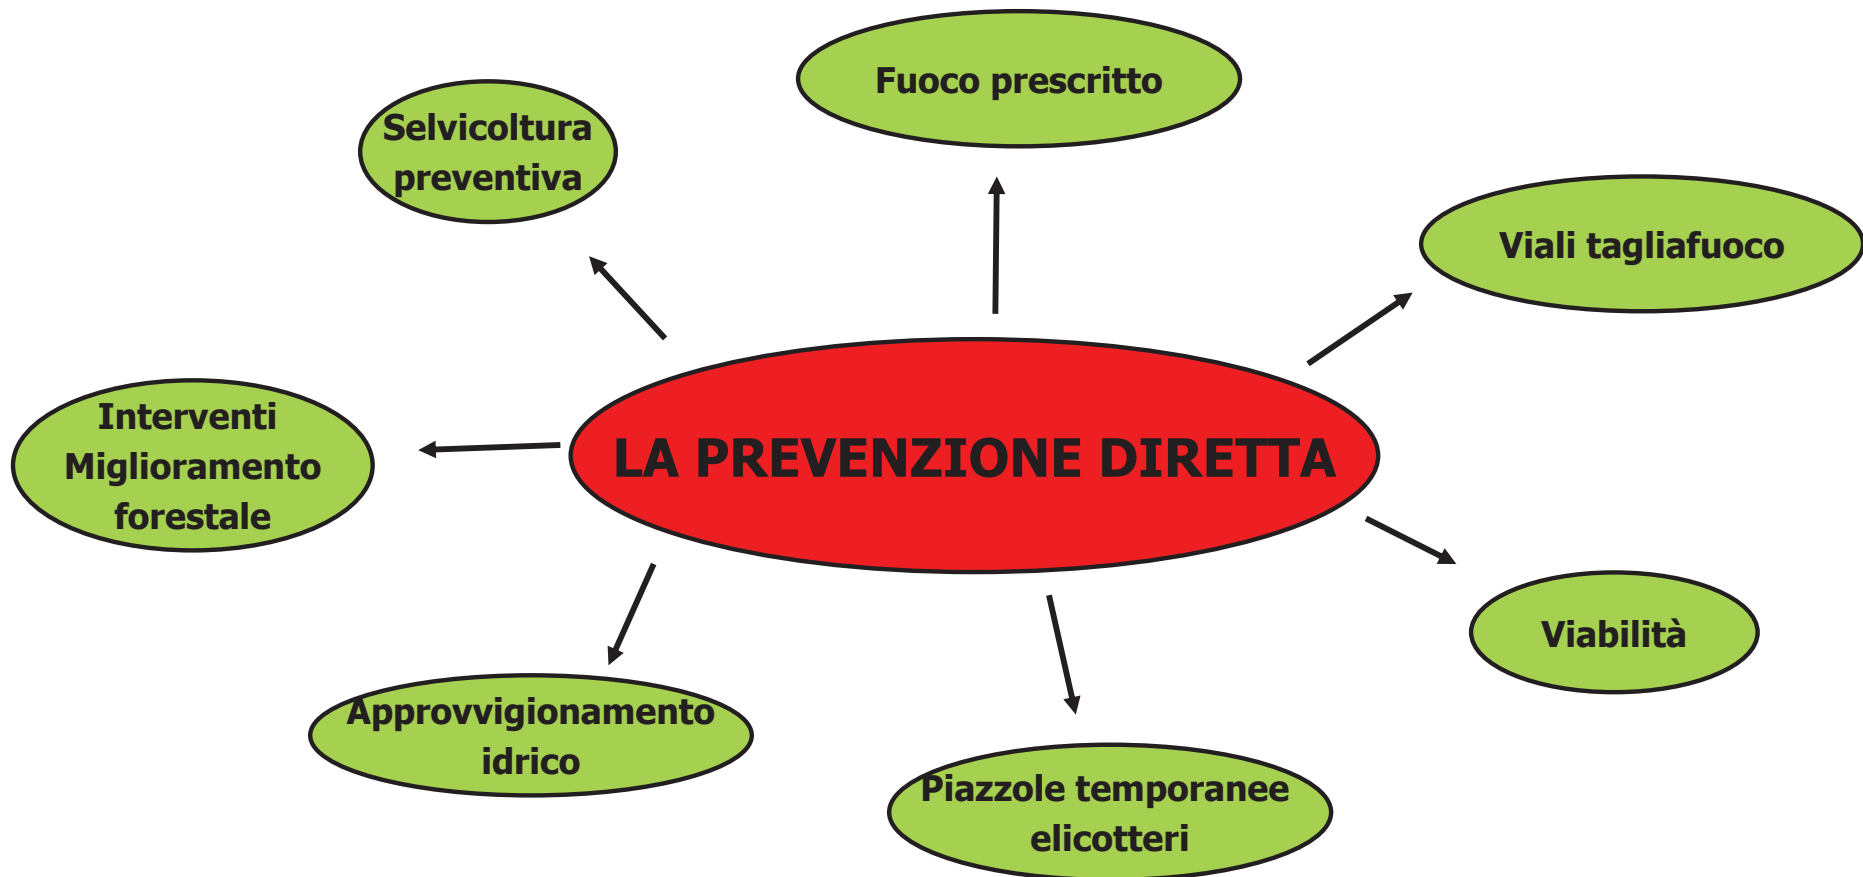 Fuoco prescritto
Selvicoltura
preventiva
Viali tagliafuoco
Interventi
Miglioramento
forestale
LA PREVENZIONE DIRETTA
Viabilità
Approvvigionamento
idrico
Piazzole temporanee
elicotteri